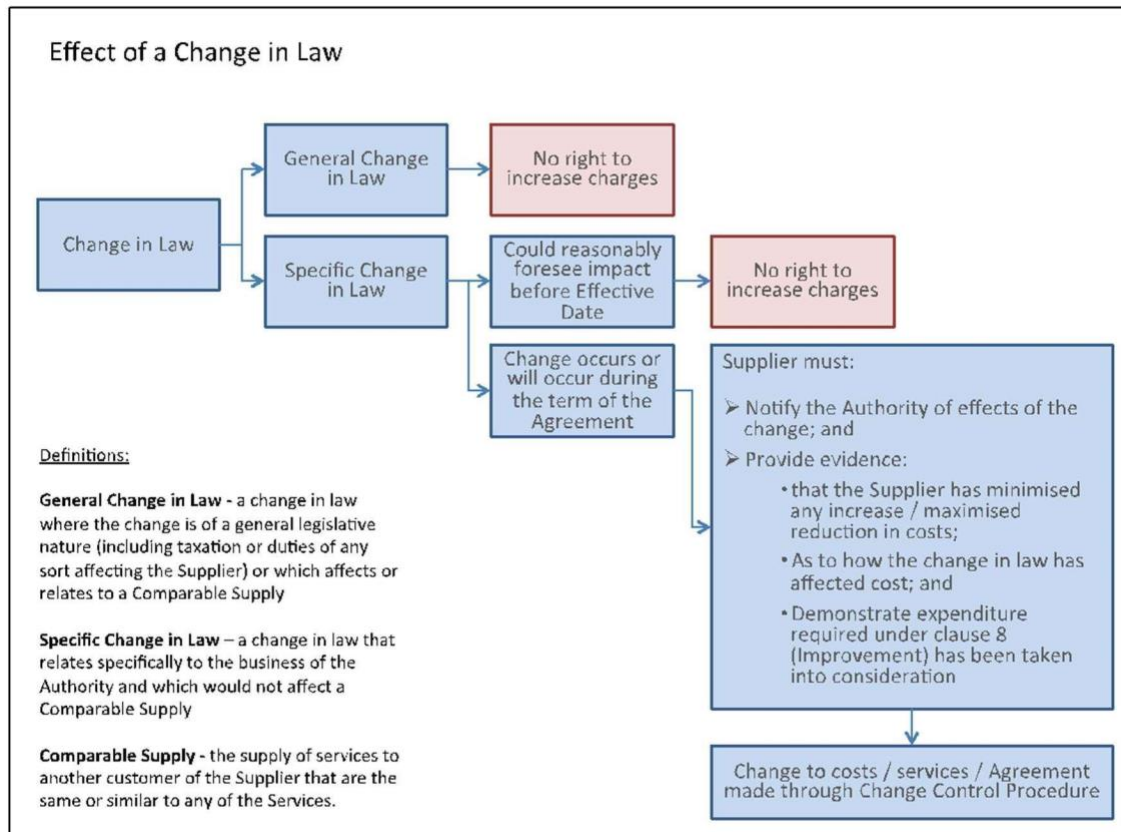 Effect of a Change in Law
General Change
in Law
No right to
increase charges
Change in Law
Specific Change
in Law
Could reasonably
foresee impact
before Effective
Date
No right to
increase charges
Change occurs or
will occur during
the term of the
Agreement
Supplier must:
➢ Notify the Authority of effects of the
change; and
➢ Provide evidence:
• that the Supplier has minimised
any increase / maximised
reduction in costs;
• As to how the change in law has
affected cost; and
• Demonstrate expenditure
required under clause 8
(Improvement) has been taken
into consideration
Change to costs / services / Agreement
made through Change Control Procedure
Definitions:
General Change in Law - a change in law
where the change is of a general legislative
nature (including taxation or duties of any
sort affecting the Supplier) or which affects or
relates to a Comparable Supply
Specific Change in Law – a change in law that
relates specifically to the business of the
Authority and which would not affect a
Comparable Supply
Comparable Supply - the supply of services to
another customer of the Supplier that are the
same or similar to any of the Services.